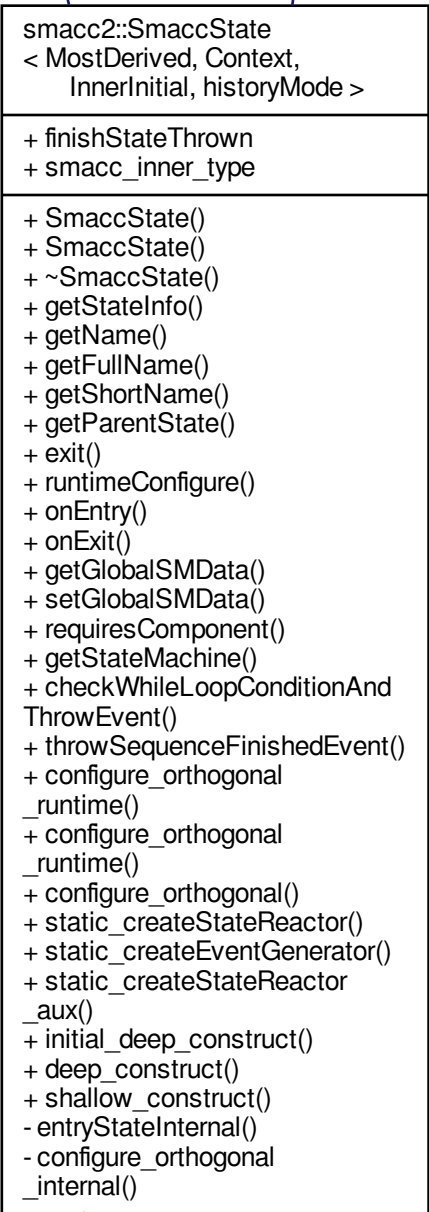 smacc2::SmaccState
< MostDerived, Context,
InnerInitial, historyMode >
+ finishStateThrown
+ smacc_inner_type
+ SmaccState()
+ SmaccState()
+ ~SmaccState()
+ getStateInfo()
+ getName()
+ getFullName()
+ getShortName()
+ getParentState()
+ exit()
+ runtimeConfigure()
+ onEntry()
+ onExit()
+ getGlobalSMData()
+ setGlobalSMData()
+ requiresComponent()
+ getStateMachine()
+ checkWhileLoopConditionAnd
ThrowEvent()
+ throwSequenceFinishedEvent()
+ configure_orthogonal
_runtime()
+ configure_orthogonal
_runtime()
+ configure_orthogonal()
+ static_createStateReactor()
+ static_createEventGenerator()
+ static_createStateReactor
_aux()
+ initial_deep_construct()
+ deep_construct()
+ shallow_construct()
- entryStateInternal()
- configure_orthogonal
_internal()